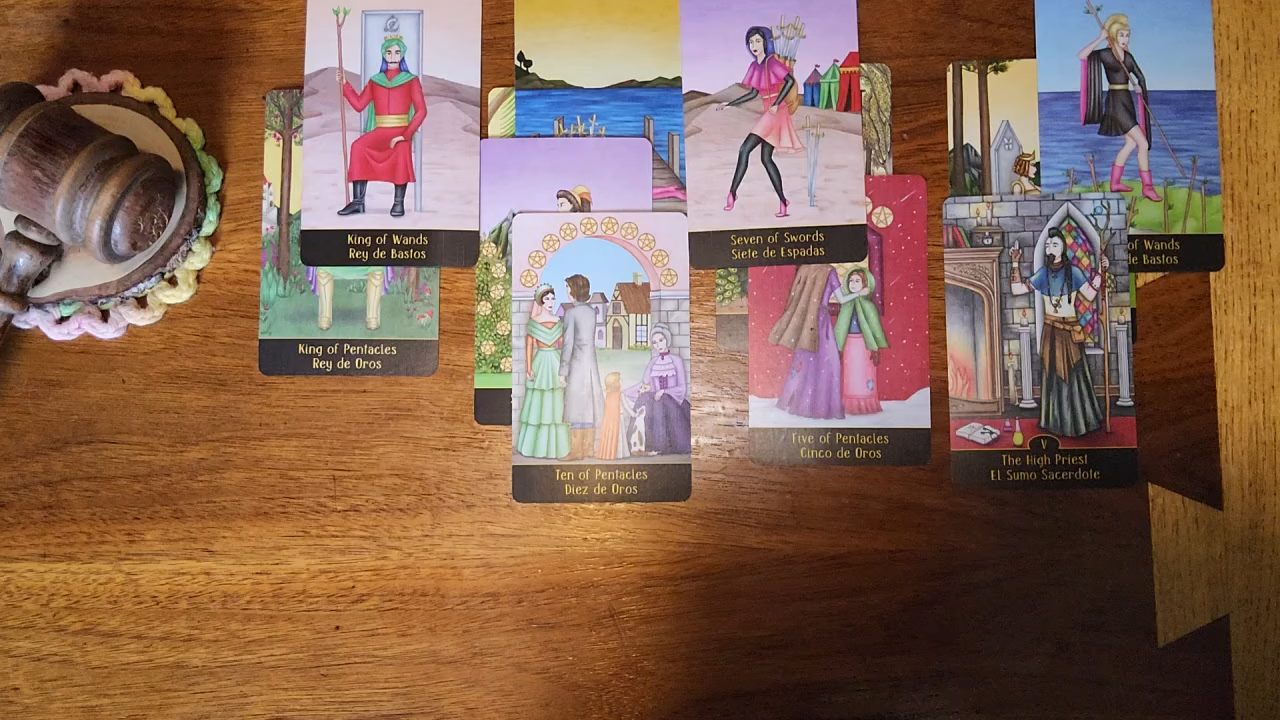 King of Wands
Rey de Bastos
King of Pentacles
Rey de Oros
Ten of Pentacles
Diez de Oros
Seven of Swords
Siete de Espadas
Five of Pentacles
Cinco de Oros
of Wands
de Bastos
V
The High Priest
El Sumo Sacerdote